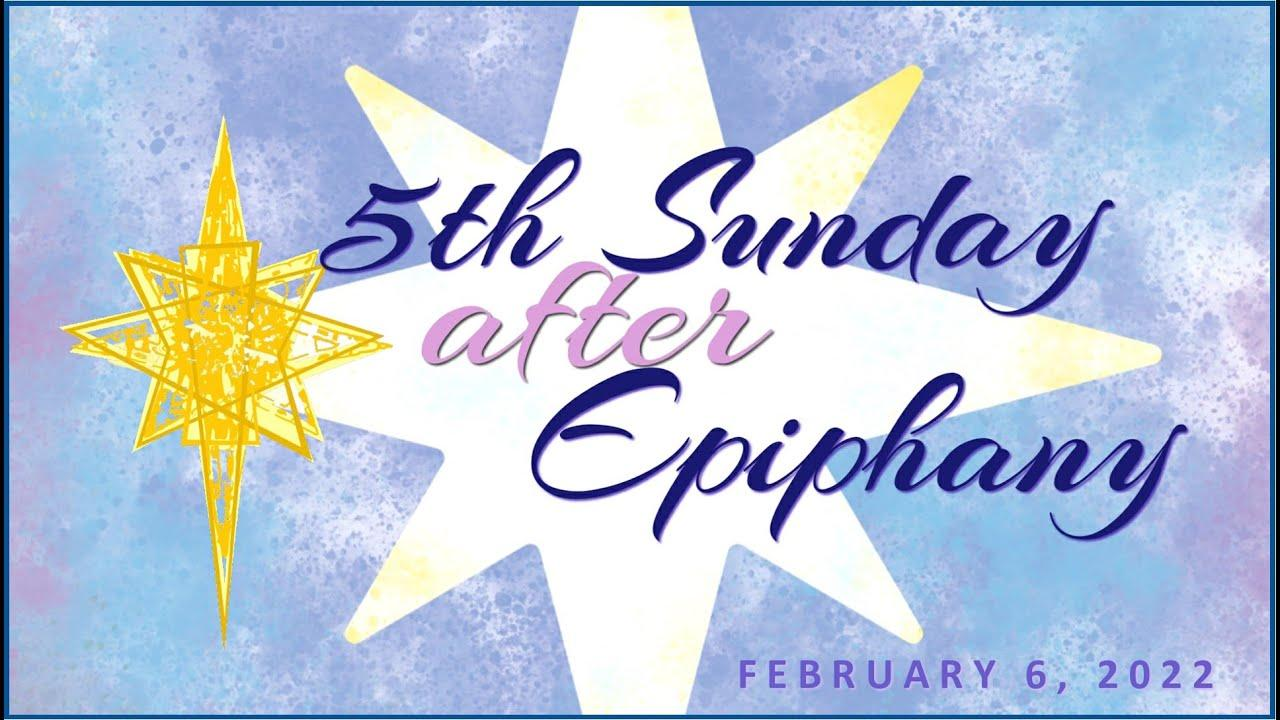 5th Sunday
after
Epiphany
FEBRUARY 6, 2022